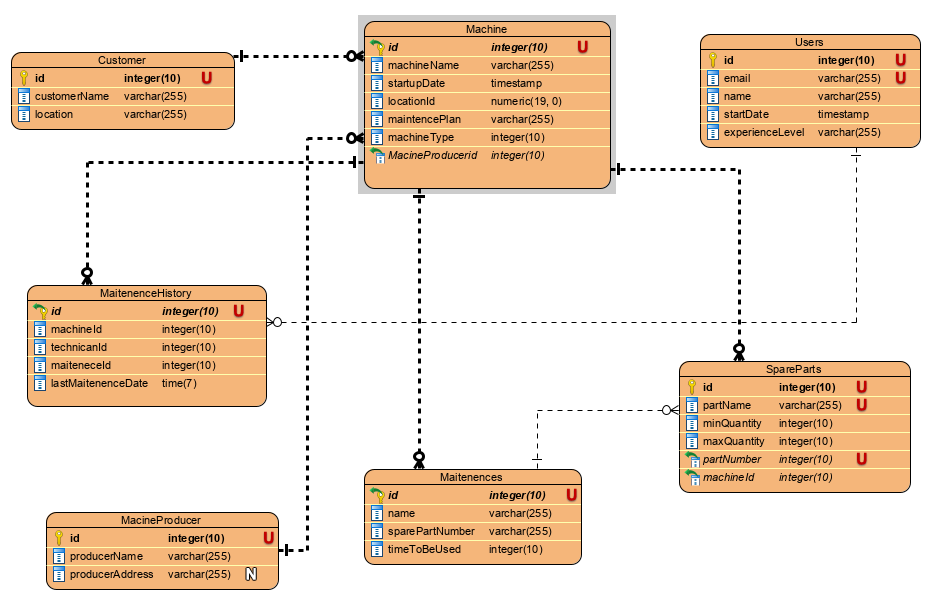 Customer
id integer(10) U
customerName varchar(255)
location varchar(255)
Machine
id integer(10) U
machineName varchar(255)
startupDate timestamp
locationId numeric(19, 0)
maintencePlan varchar(255)
machineType integer(10)
MacineProducerid integer(10)
Users
id integer(10) U
email varchar(255) U
name varchar(255)
startDate timestamp
experienceLevel varchar(255)
MaitenenceHistory
id integer(10) U
machineId integer(10)
technicanId integer(10)
maiteneceId integer(10)
lastMaitenenceDate time(7)
SpareParts
id integer(10) U
partName varchar(255) U
minQuantity integer(10)
maxQuantity integer(10)
partNumber integer(10) U
machineId integer(10)
Maitenences
id integer(10) U
name varchar(255)
sparePartNumber varchar(255)
timeToBeUsed integer(10)
MacineProducer
id integer(10) U
producerName varchar(255)
producerAddress varchar(255) N